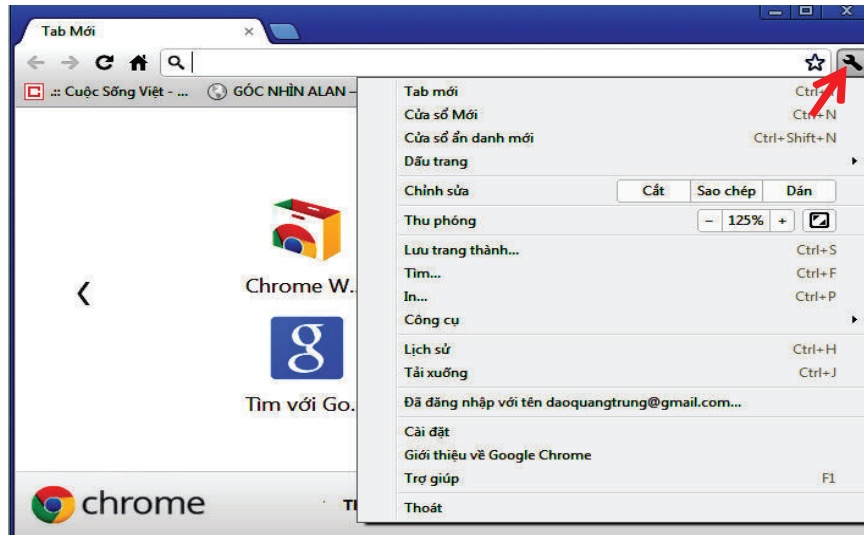 Tab Mới
.:: Cuộc Sống Việt - ... GÓC NHÌN ALAN –
Tab mới
Cửa sổ Mới Ctrl+N
Cửa sổ ẩn danh mới Ctrl+Shift+N
Dấu trang
Chỉnh sửa Cắt Sao chép Dán
Thu phóng - 125% +
Lưu trang thành... Ctrl+S
Tìm... Ctrl+F
In... Ctrl+P
Công cụ
Lịch sử Ctrl+H
Tải xuống Ctrl+J
Đã đăng nhập với tên daoquangtrung@gmail.com...
Cài đặt
Giới thiệu về Google Chrome
Trợ giúp F1
Thoát
Chrome W..
g
Tìm với Go.
chrome